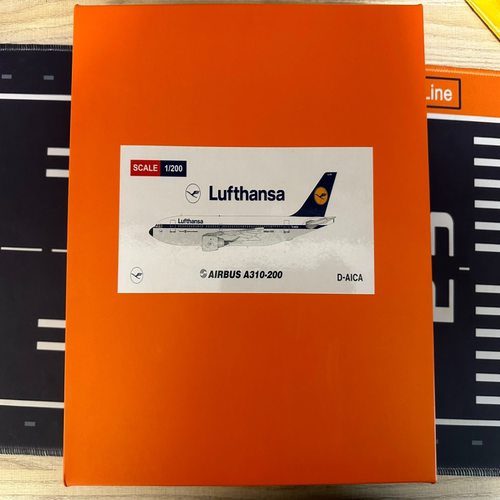 SCALE 1/200
Lufthansa
Lufthansa
AIRBUS A310-200
D-AICA
Line